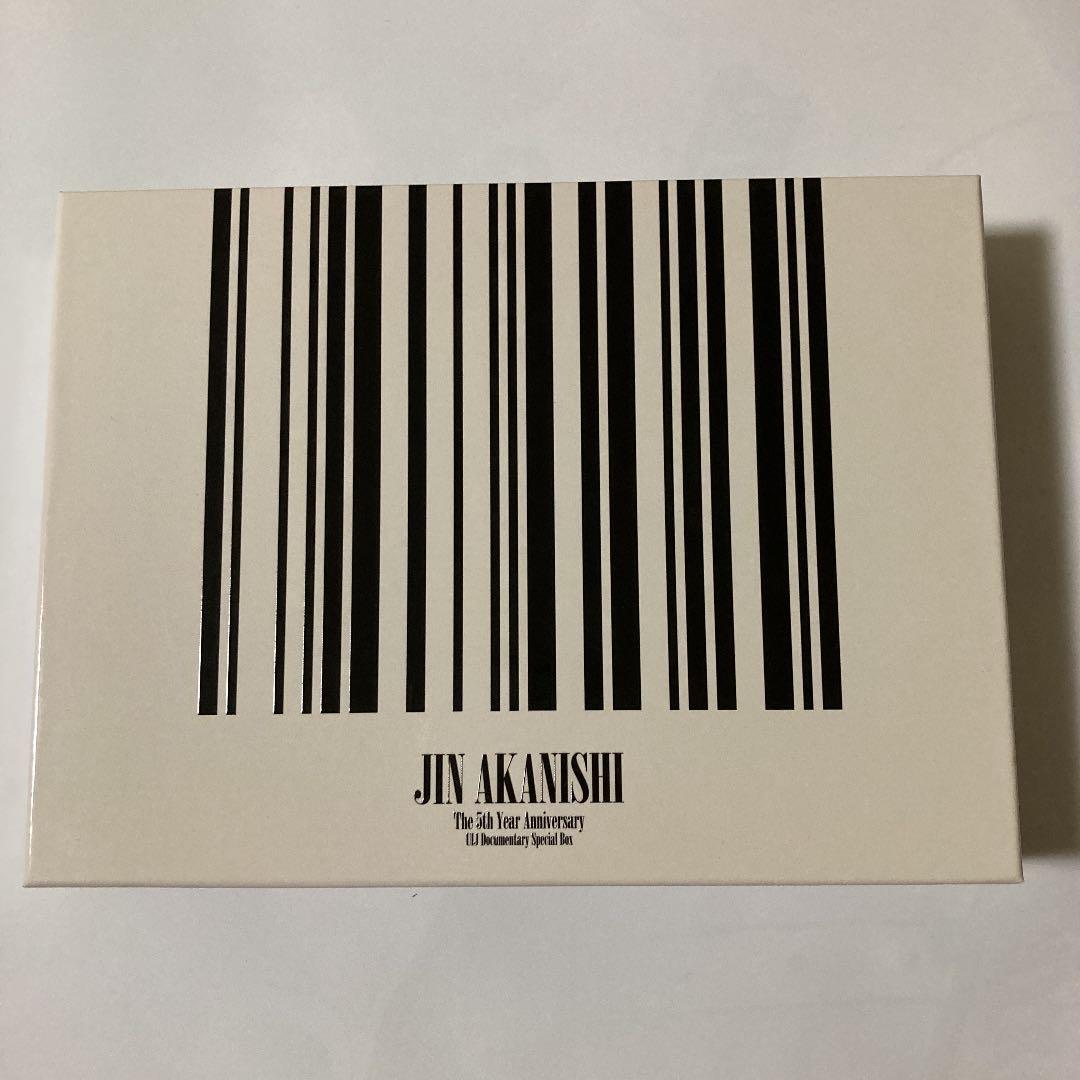 JIN AKANISHI
The 5th Year Anniversary
ULJ Documentary Special Box